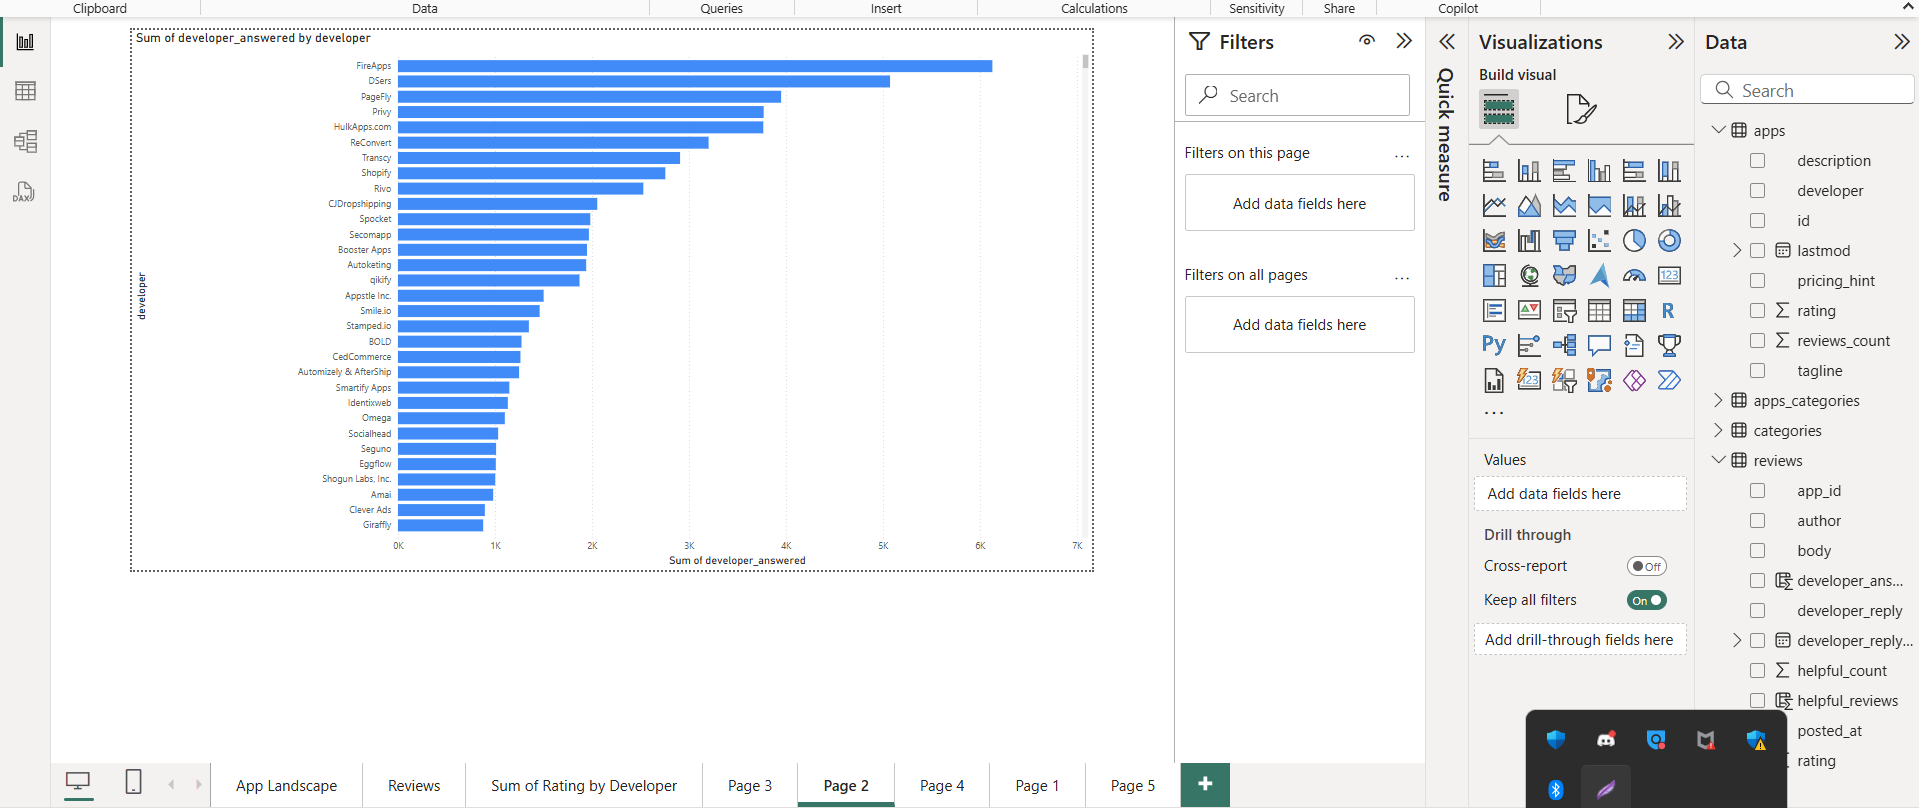 Clipboard
Data
Queries
Insert
Calculations
Sensitivity
Share
Copilot
Sum of developer_answered by developer
developer
FireApps
DSers
PageFly
Privy
HulkApps.com
ReConvert
Transcy
Shopify
Rivo
CJDropshipping
Spocket
Secomapp
Booster Apps
Autoketing
qikify
Appstle Inc.
Smile.io
Stamped.io
BOLD
CedCommerce
Automizely & AfterShip
Smartify Apps
Identixweb
Omega
Socialhead
Seguno
Eggflow
Shogun Labs, Inc.
Amai
Clever Ads
Giraffly
0K 1K 2K 3K 4K 5K 6K 7K
Sum of developer_answered
Filters
Search
Filters on this page ...
Add data fields here
Filters on all pages ...
Add data fields here
Quick measure
Visualizations
Build visual
123
R
Py
123
...
Values
Add data fields here
Drill through
Cross-report Off
Keep all filters On
Add drill-through fields here
Data
Search
apps
description
developer
id
lastmod
pricing_hint
rating
reviews_count
tagline
apps_categories
categories
reviews
app_id
author
body
developer_ans...
developer_reply
developer_reply...
helpful_count
helpful_reviews
posted_at
rating
DAX
App Landscape
Reviews
Sum of Rating by Developer
Page 3
Page 2
Page 4
Page 1
Page 5
+